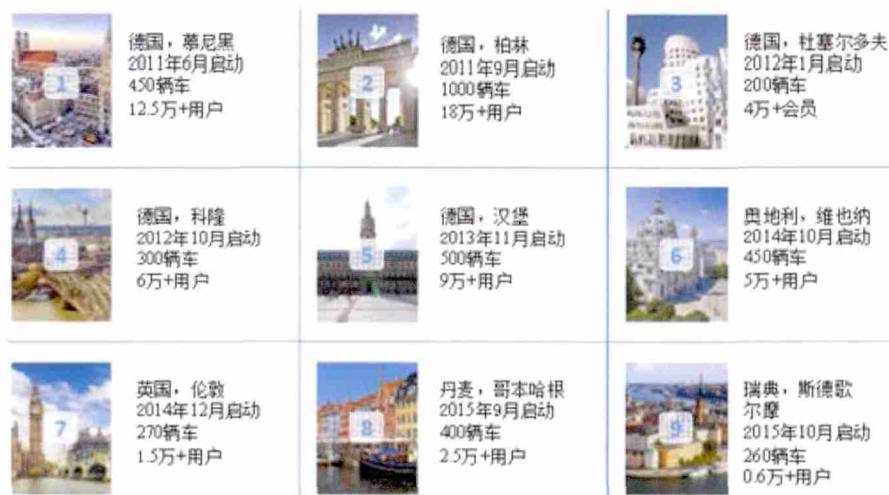 1
德国，慕尼黑
2011年6月启动
450辆车
12.5万+用户
2
德国，柏林
2011年9月启动
1000辆车
18万+用户
3
德国，杜塞尔多夫
2012年1月启动
200辆车
4万+会员
4
德国，科隆
2012年10月启动
300辆车
6万+用户
5
德国，汉堡
2013年11月启动
500辆车
9万+用户
6
奥地利，维也纳
2014年10月启动
450辆车
5万+用户
7
英国，伦敦
2014年12月启动
270辆车
1.5万+用户
8
丹麦，哥本哈根
2015年9月启动
400辆车
2.5万+用户
9
瑞典，斯德歌
尔摩
2015年10月启动
260辆车
0.6万+用户